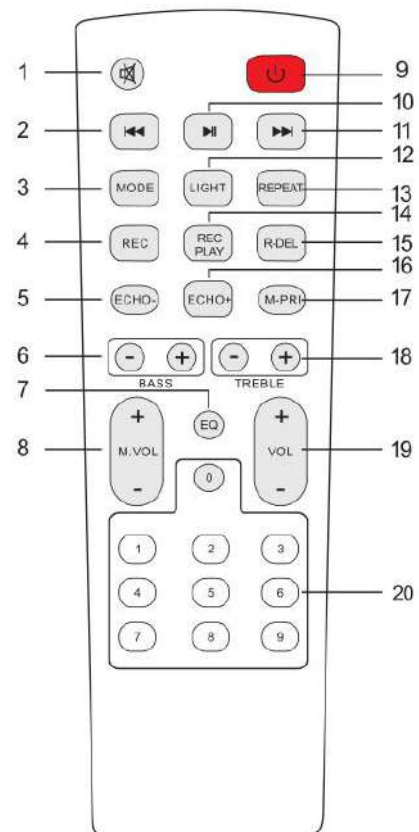 1 9
10
2 11
12
3 MODE LIGHT REPEAT 13
14
4 REC REC PLAY R-DEL 15
16
5 ECHO- ECHO+ M-PRI 17
6 - + - + 18
BASS TREBLE
7
+ EQ +
8 M.VOL VOL 19
- 0 -
1 2 3
4 5 6 20
7 8 9